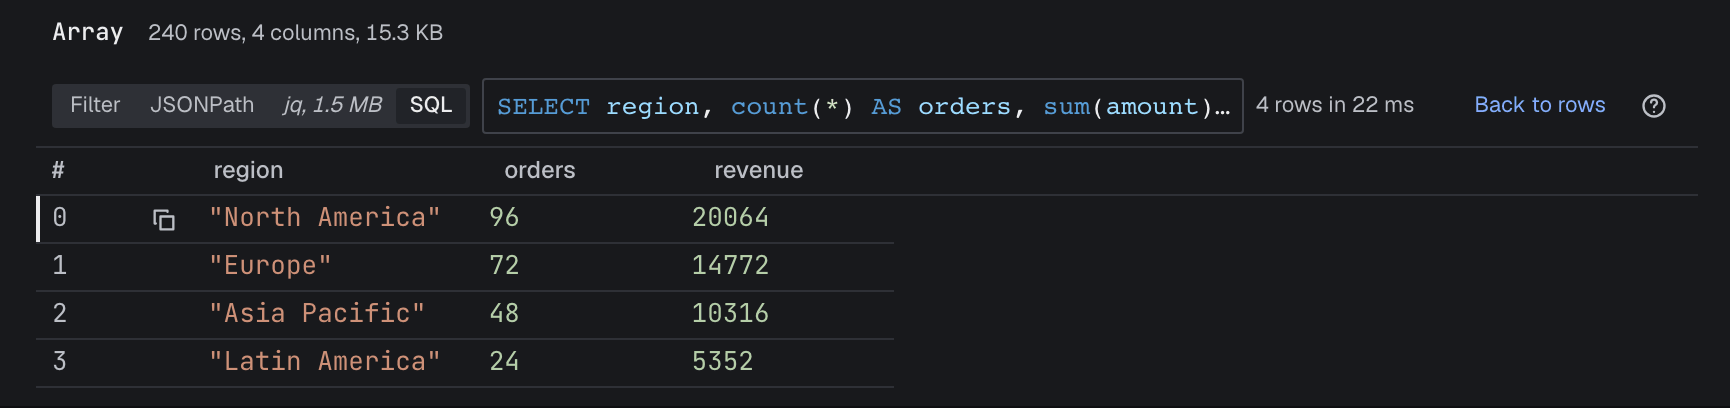 Array 240 rows, 4 columns, 15.3 KB
Filter JSONPath jq, 1.5 MB SQL SELECT region, count(*) AS orders, sum(amount)… 4 rows in 22 ms Back to rows ?
# region orders revenue
0 "North America" 96 20064
1 "Europe" 72 14772
2 "Asia Pacific" 48 10316
3 "Latin America" 24 5352